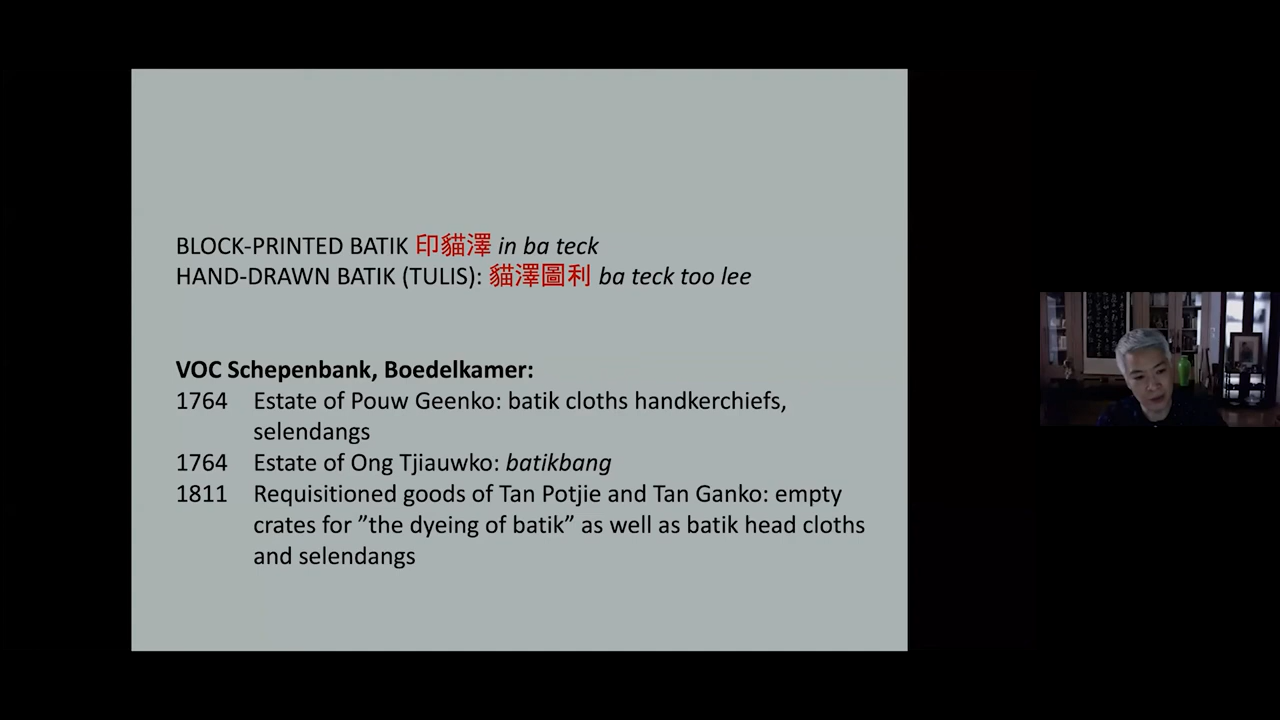 BLOCK-PRINTED BATIK 印貓澤 in ba teck
HAND-DRAWN BATIK (TULIS): 貓澤圖利 ba teck too lee
VOC Schepenbank, Boedelkamer:
1764 Estate of Pouw Geenko: batik cloths handkerchiefs,
selendangs
1764 Estate of Ong Tjiauwko: batikbang
1811 Requisitioned goods of Tan Potjie and Tan Ganko: empty
crates for ”the dyeing of batik” as well as batik head cloths
and selendangs